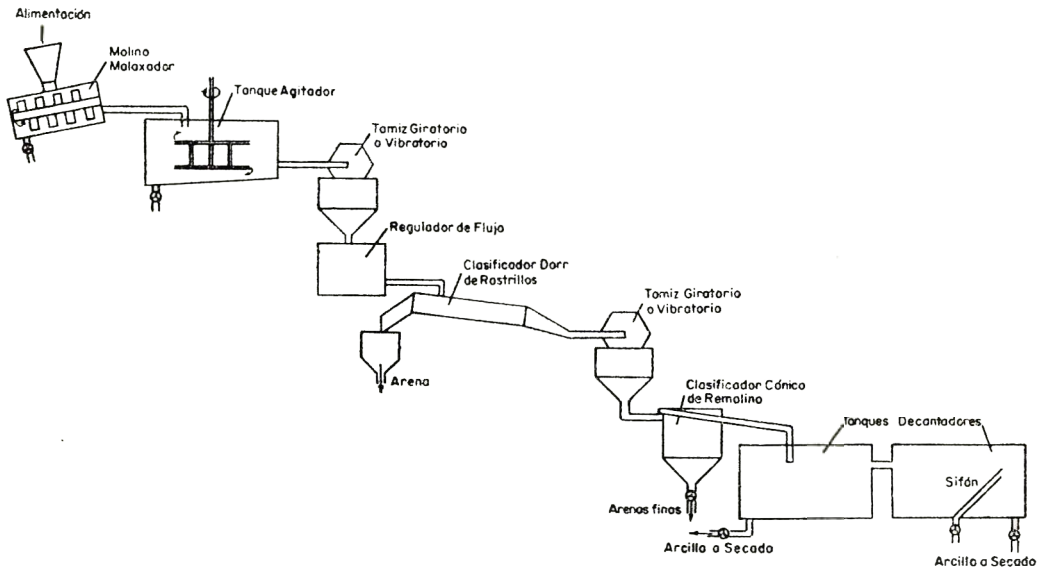 Alimentación
Molino
Malaxador
Tanque Agitador
Tamiz Giratorio
o Vibratorio
Regulador de Flujo
Clasificador Dorr
de Rastrillos
Arena
Tamiz Giratorio
o Vibratorio
Clasificador Cónico
de Remolino
Arenas finas
Tanques Decantadores
Sifón
Arcilla a Secado
Arcilla a Secado